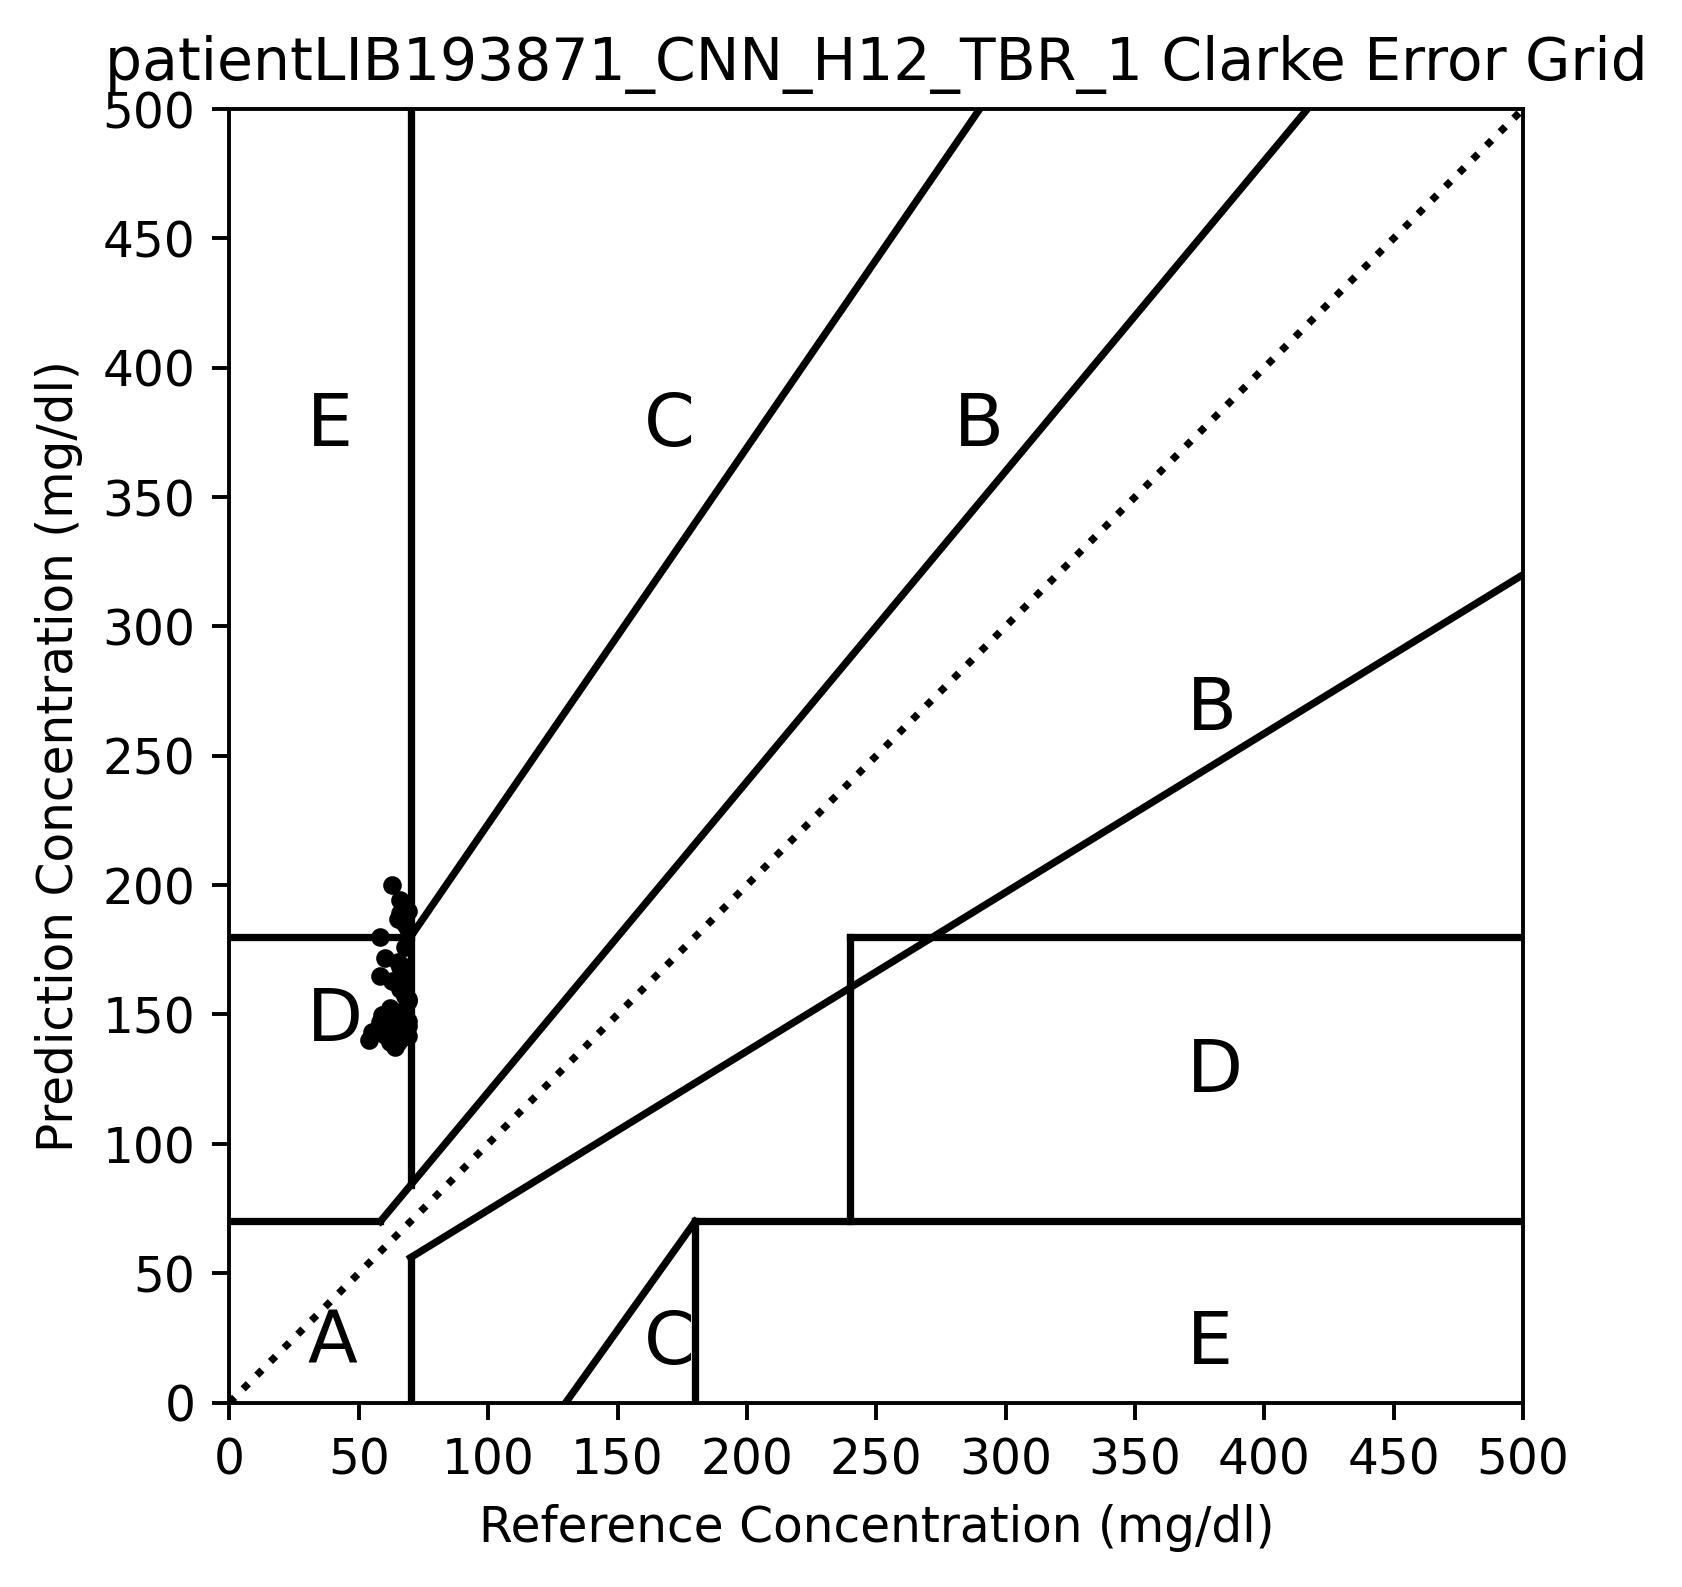 patientLIB193871_CNN_H12_TBR_1 Clarke Error Grid
500
450
400
350
300
250
200
150
100
50
0
Prediction Concentration (mg/dl)
E
C
B
B
D
D
A
C
E
0 50 100 150 200 250 300 350 400 450 500
Reference Concentration (mg/dl)